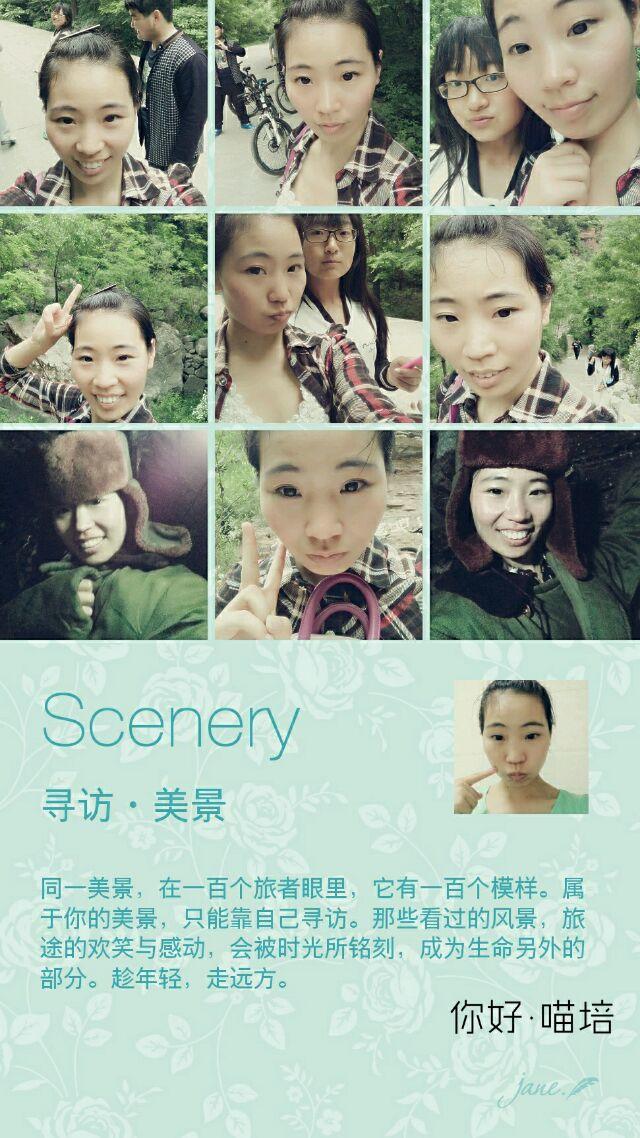 Scenery
寻访·美景
同一美景，在一百个旅者眼里，它有一百个模样。属
于你的美景，只能靠自己寻访。那些看过的风景，旅
途的欢笑与感动，会被时光所铭刻，成为生命另外的
部分。趁年轻，走远方。
你好·喵培
jane.